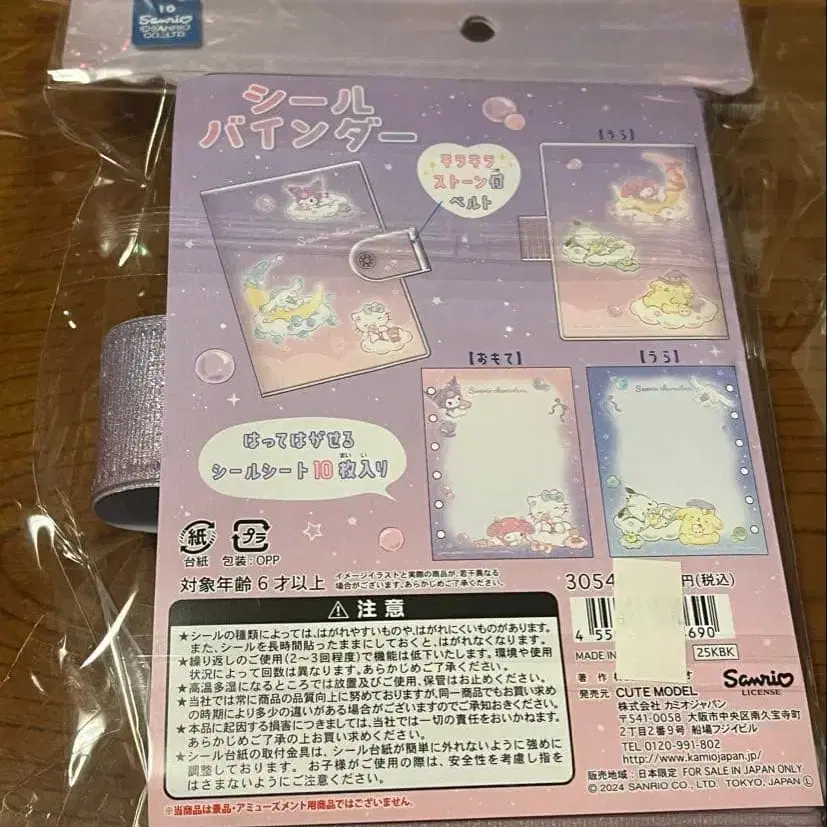 16
Sanrio
©SANRIO
CO.,LTD.
シール
バインダー
キラキラ
ストーン付
ベルト
【うら】
【おもて】
【うら】
Sanrio characters
Sanrio characters
はってはがせる
シールシート10枚入り
まい い
紙
プラ
台紙
包装:OPP
対象年齢 6 才以上
イメージイラストと実際の商品が、若干異なる
場合がございます。あらかじめご了承ください。
3054
円(税込)
⚠ 注意
★シールの種類によっては、はがれやすいものや、はがれにくいものがあります。
また、シールを長時間貼ったままにしておくと、はがれなくなります。
★繰り返しのご使用(2~3回程度)で機能は低下いたします。環境や使用
状況によって回数は異なります。あらかじめご了承ください。
★高温多湿になるところでは放置及びご使用、保管はお止めください。
★当社では常に商品の品質向上に努めておりますが、同一商品でもお買い求め
の時期により多少の違いがある場合がございますのでご承知おきください。
★本品に起因する損害につきましては、当社では一切の責任をおいかねます。
あらかじめご了承の上お買い求めください。
★シール台紙の取付金具は、シール台紙が簡単に外れないように強めに
調整しております。 お子様がご使用の際は、安全性を考慮し指を
はさまないようにご注意ください。
※当商品は景品・アミューズメント用商品ではございません。
4 55
690
MADE IN
25KBK
著 作
発売元 CUTE MODEL
Sanrio
LICENSE
株式会社 カミオジャパン
〒541-0058 大阪市中央区南久宝寺町
2丁目2番9号 船場フジイビル
TEL 0120-991-802
http://www.kamiojapan.jp/
販売地域:日本限定 FOR SALE IN JAPAN ONLY
© 2024 SANRIO CO., LTD. TOKYO, JAPAN Ⓛ